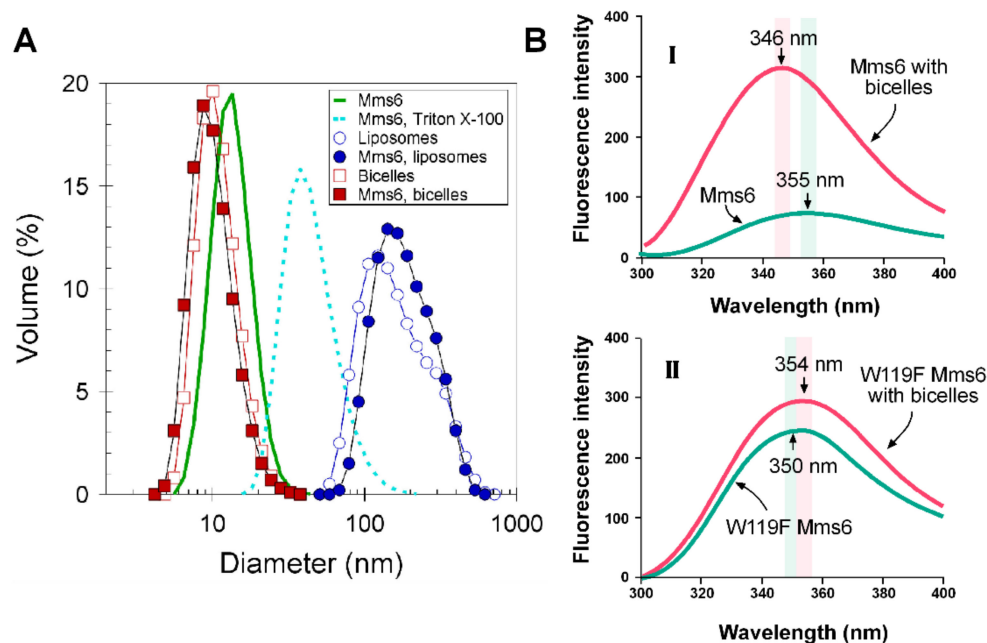 A
Volume (%)
20
15
10
5
0
10
100
1000
Diameter (nm)
Mms6
Mms6, Triton X-100
Liposomes
Mms6, liposomes
Bicelles
Mms6, bicelles
B
I
Fluorescence intensity
400
300
200
100
0
346 nm
Mms6 with
bicelles
355 nm
Mms6
300
320
340
360
380
400
Wavelength (nm)
II
Fluorescence intensity
400
300
200
100
0
354 nm
W119F Mms6
with bicelles
350 nm
W119F Mms6
300
320
340
360
380
400
Wavelength (nm)